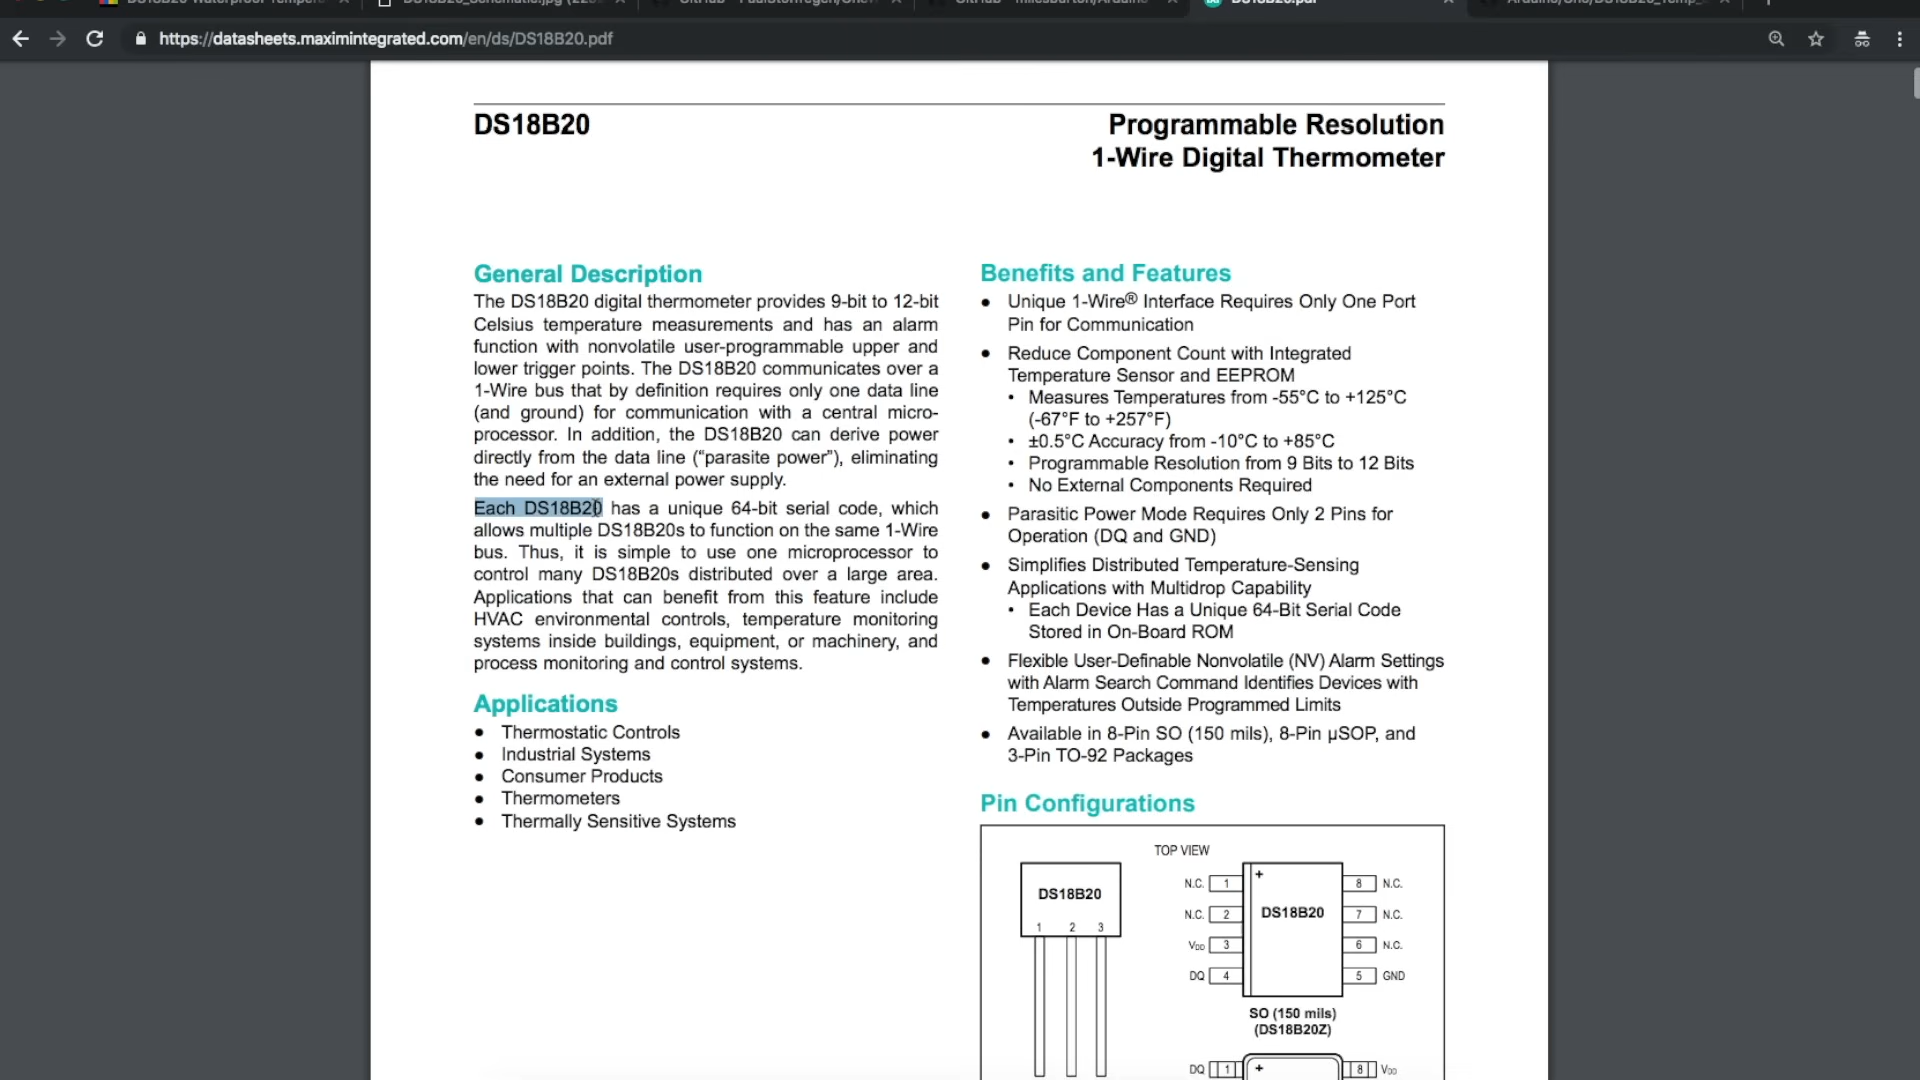 https://datasheets.maximintegrated.com/en/ds/DS18B20.pdf
DS18B20
Programmable Resolution
1-Wire Digital Thermometer
General Description
The DS18B20 digital thermometer provides 9-bit to 12-bit
Celsius temperature measurements and has an alarm
function with nonvolatile user-programmable upper and
lower trigger points. The DS18B20 communicates over a
1-Wire bus that by definition requires only one data line
(and ground) for communication with a central micro-
processor. In addition, the DS18B20 can derive power
directly from the data line (“parasite power”), eliminating
the need for an external power supply.
Each DS18B20 has a unique 64-bit serial code, which
allows multiple DS18B20s to function on the same 1-Wire
bus. Thus, it is simple to use one microprocessor to
control many DS18B20s distributed over a large area.
Applications that can benefit from this feature include
HVAC environmental controls, temperature monitoring
systems inside buildings, equipment, or machinery, and
process monitoring and control systems.
Applications
● Thermostatic Controls
● Industrial Systems
● Consumer Products
● Thermometers
● Thermally Sensitive Systems
Benefits and Features
● Unique 1-Wire® Interface Requires Only One Port
Pin for Communication
● Reduce Component Count with Integrated
Temperature Sensor and EEPROM
• Measures Temperatures from -55°C to +125°C
(-67°F to +257°F)
• ±0.5°C Accuracy from -10°C to +85°C
• Programmable Resolution from 9 Bits to 12 Bits
• No External Components Required
● Parasitic Power Mode Requires Only 2 Pins for
Operation (DQ and GND)
● Simplifies Distributed Temperature-Sensing
Applications with Multidrop Capability
• Each Device Has a Unique 64-Bit Serial Code
Stored in On-Board ROM
● Flexible User-Definable Nonvolatile (NV) Alarm Settings
with Alarm Search Command Identifies Devices with
Temperatures Outside Programmed Limits
● Available in 8-Pin SO (150 mils), 8-Pin µSOP, and
3-Pin TO-92 Packages
Pin Configurations
TOP VIEW
DS18B20
1 2 3
N.C. 1 + 8 N.C.
N.C. 2 DS18B20 7 N.C.
VDD 3 6 N.C.
DQ 4 5 GND
SO (150 mils)
(DS18B20Z)
DQ 1 + 8 VDD